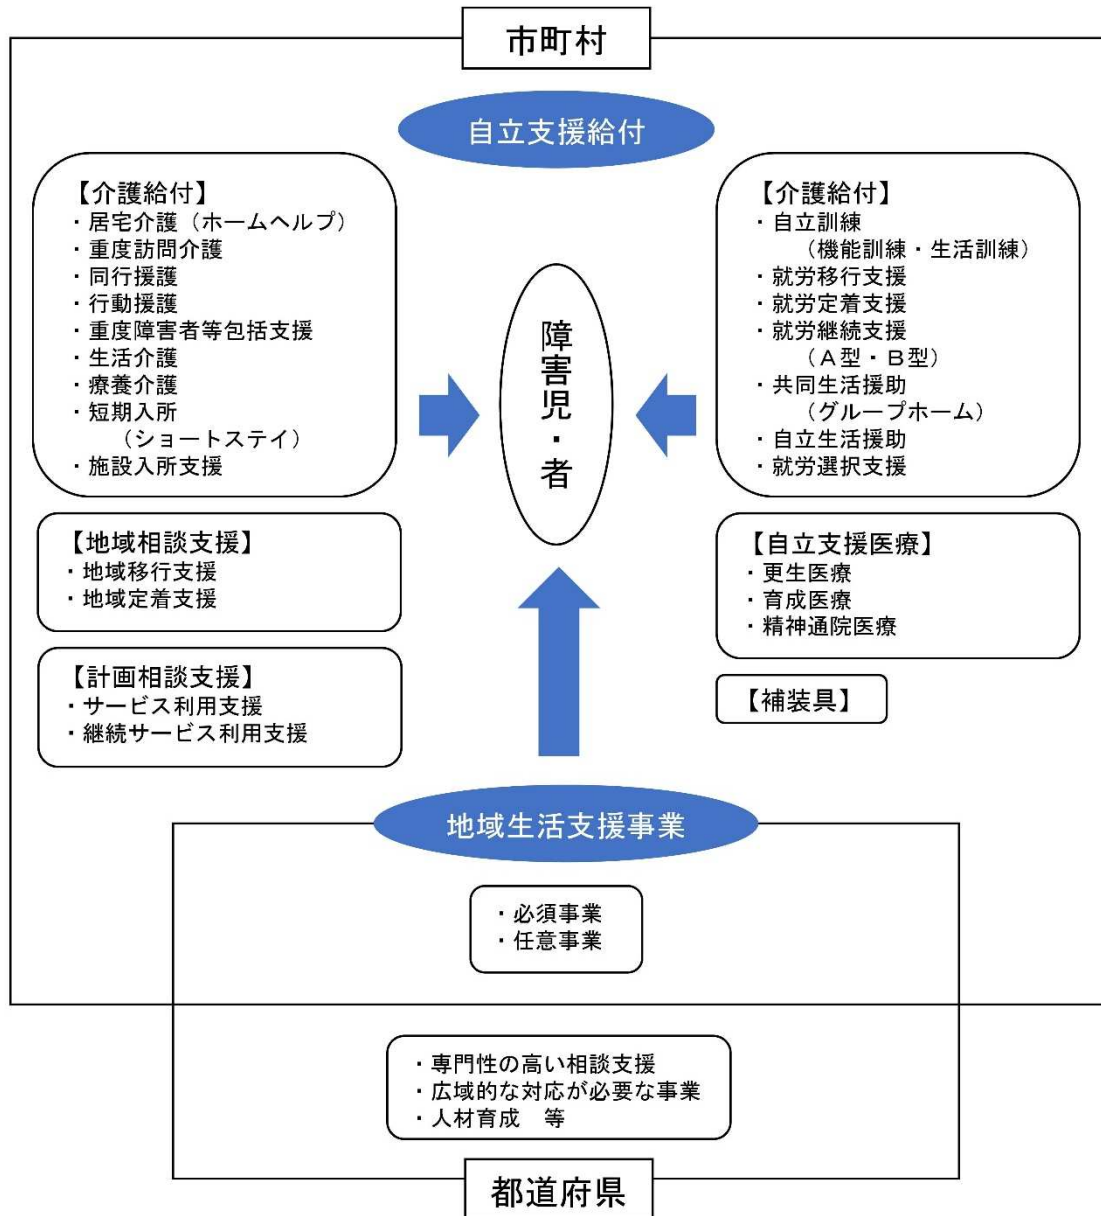 市町村
自立支援給付
【介護給付】
・居宅介護（ホームヘルプ）
・重度訪問介護
・同行援護
・行動援護
・重度障害者等包括支援
・生活介護
・療養介護
・短期入所
（ショートステイ）
・施設入所支援
【地域相談支援】
・地域移行支援
・地域定着支援
【計画相談支援】
・サービス利用支援
・継続サービス利用支援
障害児・者
【介護給付】
・自立訓練
（機能訓練・生活訓練）
・就労移行支援
・就労定着支援
・就労継続支援
（Ａ型・Ｂ型）
・共同生活援助
（グループホーム）
・自立生活援助
・就労選択支援
【自立支援医療】
・更生医療
・育成医療
・精神通院医療
【補装具】
地域生活支援事業
・必須事業
・任意事業
・専門性の高い相談支援
・広域的な対応が必要な事業
・人材育成　等
都道府県